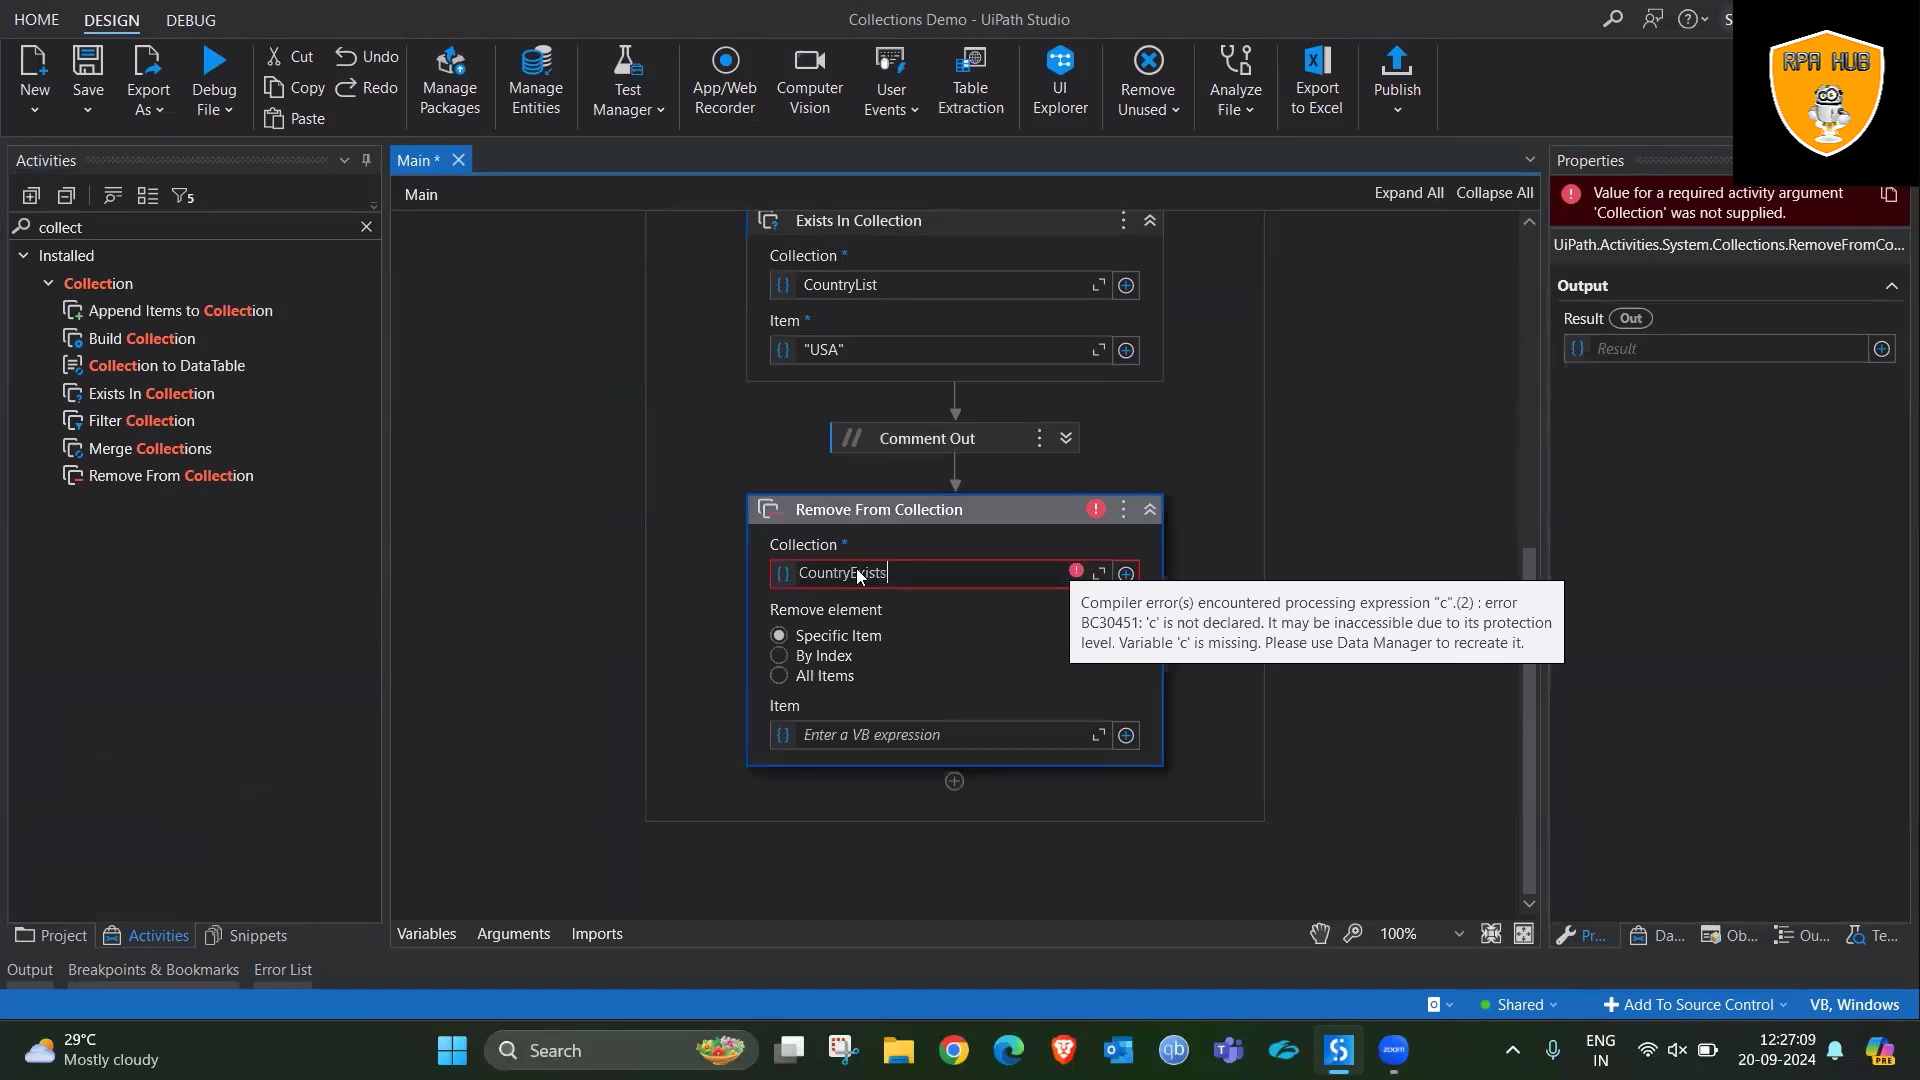 HOME DESIGN DEBUG
Collections Demo - UiPath Studio
RPA HUB
New
Save
Export As
Debug File
Cut
Copy
Paste
Undo
Redo
Manage Packages
Manage Entities
Test Manager
App/Web Recorder
Computer Vision
User Events
Table Extraction
UI Explorer
Remove Unused
Analyze File
Export to Excel
Publish
Activities
5
collect
Installed
Collection
Append Items to Collection
Build Collection
Collection to DataTable
Exists In Collection
Filter Collection
Merge Collections
Remove From Collection
Project Activities Snippets
Main *
Main
Expand All Collapse All
Exists In Collection
Collection *
CountryList
Item *
"USA"
// Comment Out
Remove From Collection
Collection *
CountryExists
Remove element
Specific Item
By Index
All Items
Item
Enter a VB expression
Compiler error(s) encountered processing expression "c".(2) : error
BC30451: 'c' is not declared. It may be inaccessible due to its protection
level. Variable 'c' is missing. Please use Data Manager to recreate it.
Variables Arguments Imports
100%
Properties
Value for a required activity argument
'Collection' was not supplied.
UiPath.Activities.System.Collections.RemoveFromCo...
Output
Result Out
Result
Pr... Da... Ob... Ou... Te...
Output Breakpoints & Bookmarks Error List
Shared Add To Source Control VB, Windows
29°C
Mostly cloudy
Search
qb
zoom
ENG
IN
12:27:09
20-09-2024
PRE